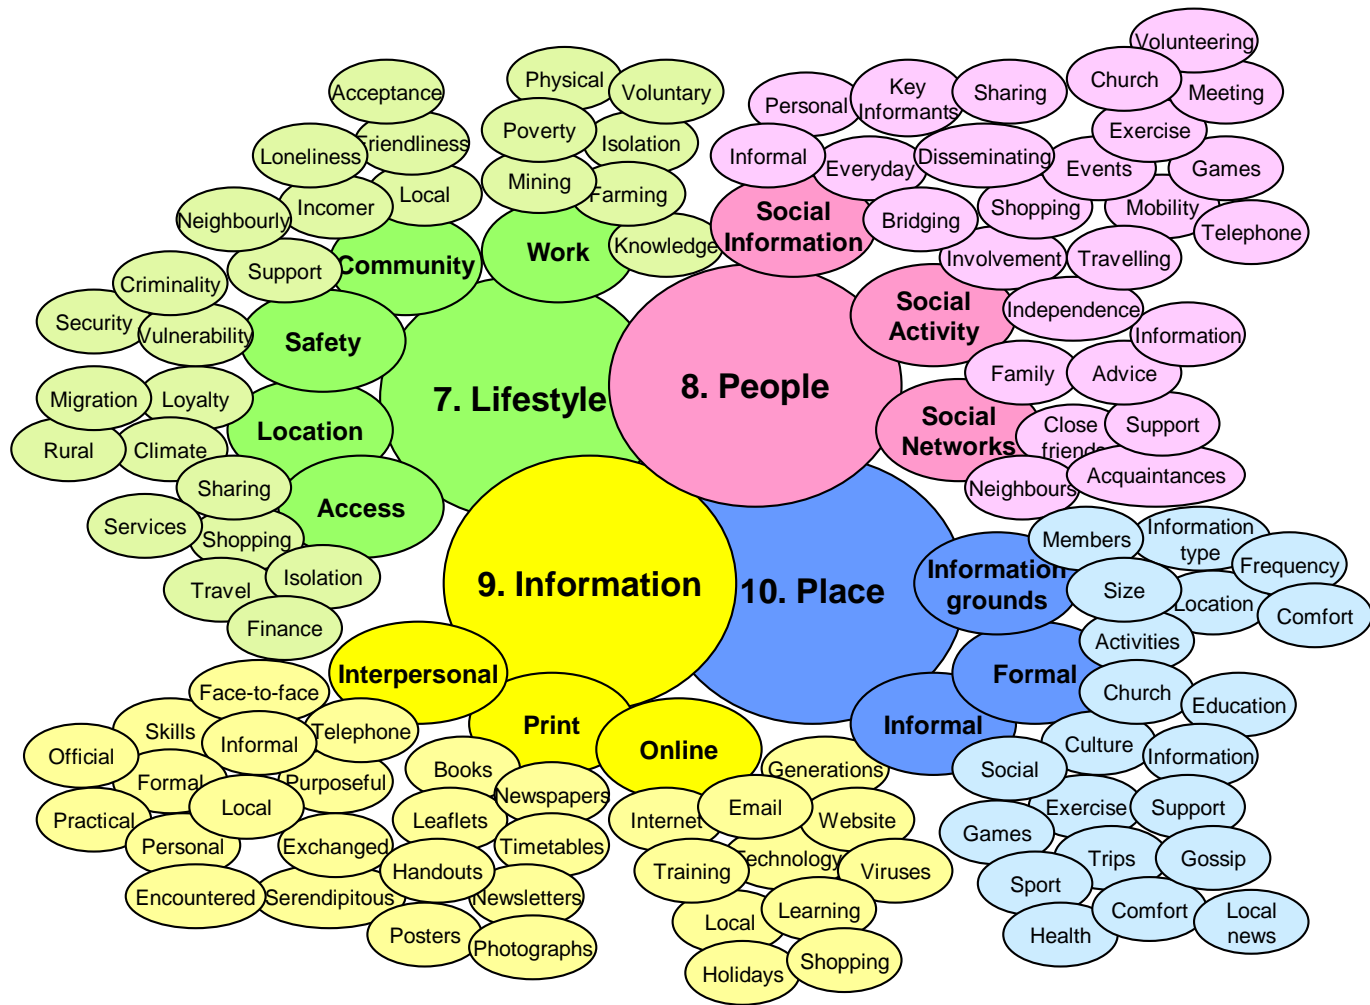 Acceptance
Friendliness
Loneliness
Local
Incomer
Neighbourly
Support
Community
Physical
Voluntary
Poverty
Isolation
Mining
Farming
Knowledge
Work
Criminality
Security
Vulnerability
Safety
7. Lifestyle
Migration
Loyalty
Rural
Climate
Location
Sharing
Services
Shopping
Access
Travel
Isolation
Finance
Personal
Key
Informants
Sharing
Informal
Everyday
Disseminating
Bridging
Social
Information
8. People
Volunteering
Church
Meeting
Exercise
Events
Games
Shopping
Mobility
Telephone
Involvement
Travelling
Independence
Social
Activity
Information
Family
Advice
Close
friends
Support
Neighbours
Acquaintances
Social
Networks
9. Information
Interpersonal
Face-to-face
Skills
Informal
Telephone
Official
Formal
Purposeful
Practical
Local
Personal
Exchanged
Encountered
Serendipitous
Print
Books
Newspapers
Leaflets
Timetables
Handouts
Newsletters
Posters
Photographs
Online
Generations
Internet
Email
Website
Training
Technology
Viruses
Local
Learning
Holidays
Shopping
10. Place
Information
grounds
Members
Information
type
Frequency
Size
Location
Comfort
Activities
Formal
Church
Education
Culture
Information
Informal
Social
Exercise
Support
Games
Trips
Gossip
Sport
Comfort
Local
news
Health